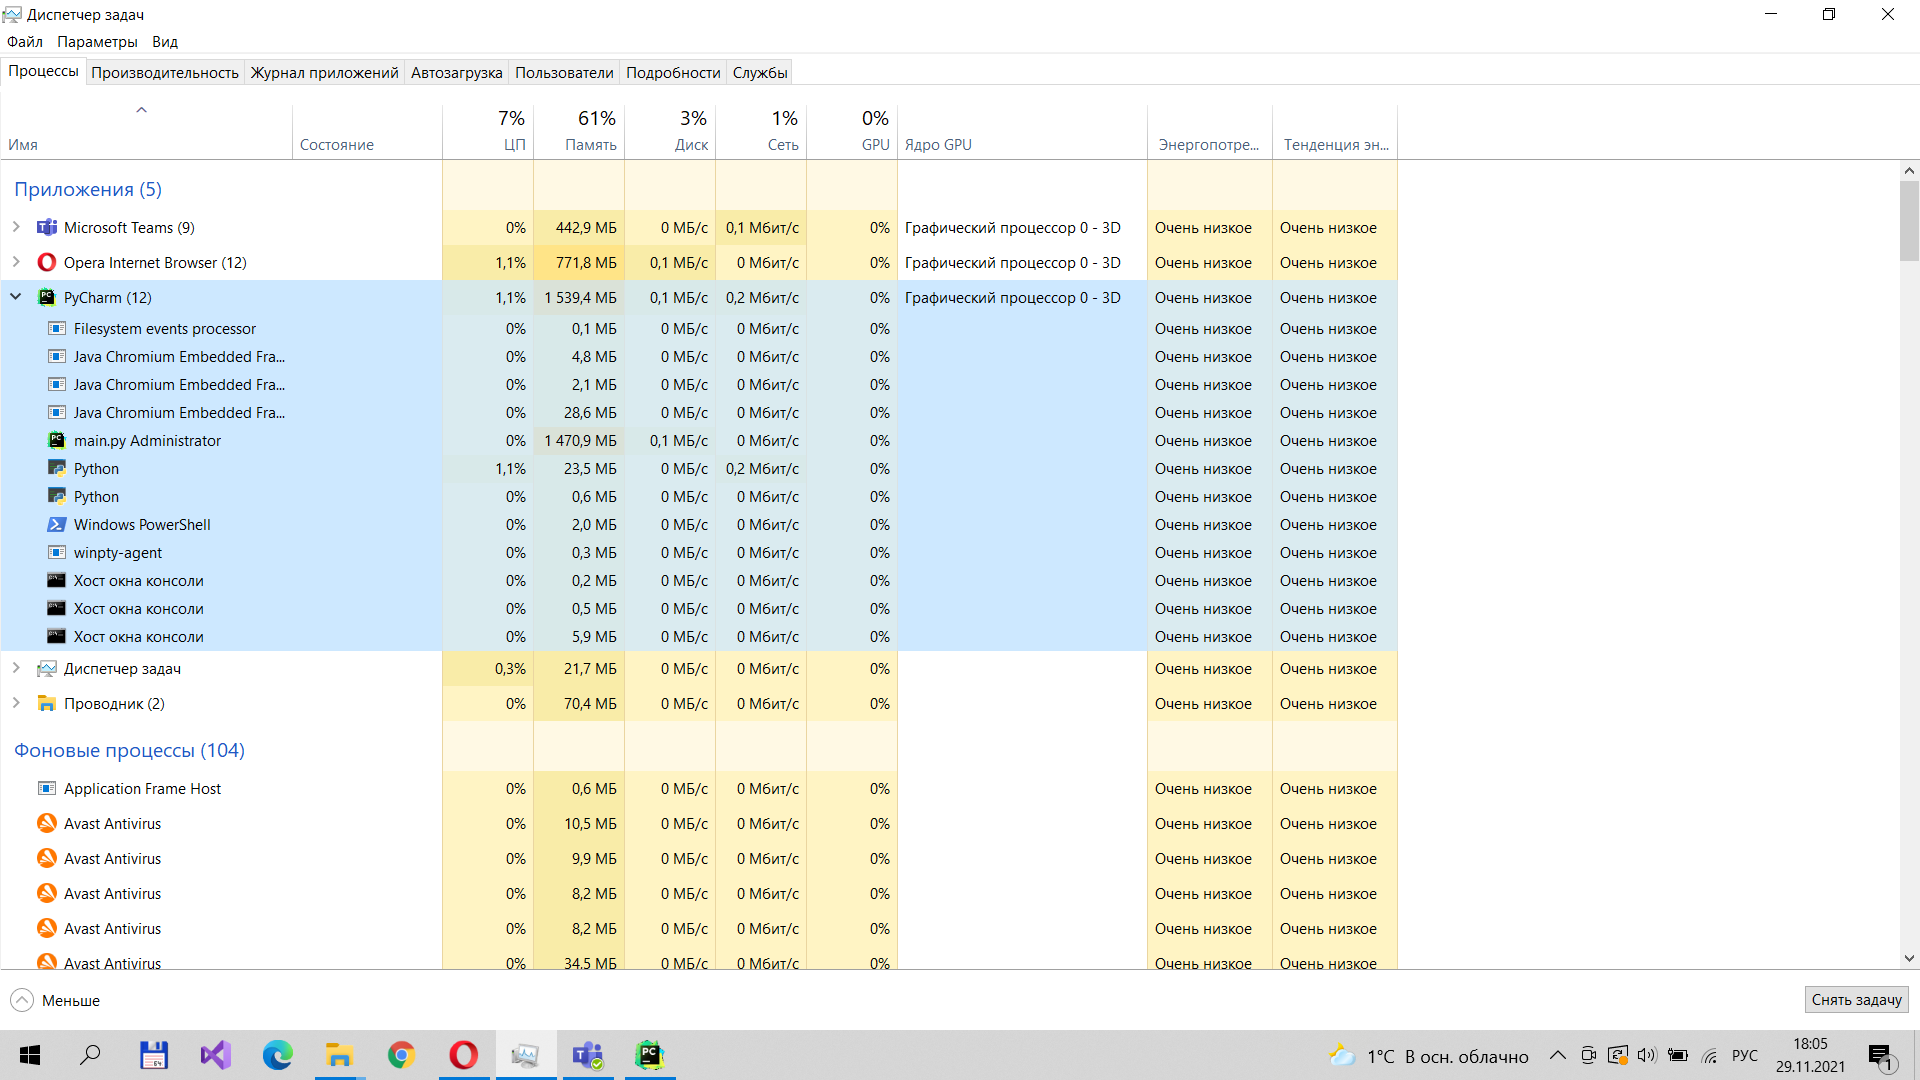 Диспетчер задач
Файл Параметры Вид
Процессы Производительность Журнал приложений Автозагрузка Пользователи Подробности Службы
7% 61% 3% 1% 0%
Имя Состояние ЦП Память Диск Сеть GPU Ядро GPU Энергопотре... Тенденция эн...
Приложения (5)
Microsoft Teams (9) 0% 442,9 МБ 0 МБ/с 0,1 Мбит/с 0% Графический процессор 0 - 3D Очень низкое Очень низкое
Opera Internet Browser (12) 1,1% 771,8 МБ 0,1 МБ/с 0 Мбит/с 0% Графический процессор 0 - 3D Очень низкое Очень низкое
PyCharm (12) 1,1% 1 539,4 МБ 0,1 МБ/с 0,2 Мбит/с 0% Графический процессор 0 - 3D Очень низкое Очень низкое
Filesystem events processor 0% 0,1 МБ 0 МБ/с 0 Мбит/с 0% Очень низкое Очень низкое
Java Chromium Embedded Fra... 0% 4,8 МБ 0 МБ/с 0 Мбит/с 0% Очень низкое Очень низкое
Java Chromium Embedded Fra... 0% 2,1 МБ 0 МБ/с 0 Мбит/с 0% Очень низкое Очень низкое
Java Chromium Embedded Fra... 0% 28,6 МБ 0 МБ/с 0 Мбит/с 0% Очень низкое Очень низкое
main.py Administrator 0% 1 470,9 МБ 0,1 МБ/с 0 Мбит/с 0% Очень низкое Очень низкое
Python 1,1% 23,5 МБ 0 МБ/с 0,2 Мбит/с 0% Очень низкое Очень низкое
Python 0% 0,6 МБ 0 МБ/с 0 Мбит/с 0% Очень низкое Очень низкое
Windows PowerShell 0% 2,0 МБ 0 МБ/с 0 Мбит/с 0% Очень низкое Очень низкое
winpty-agent 0% 0,3 МБ 0 МБ/с 0 Мбит/с 0% Очень низкое Очень низкое
Хост окна консоли 0% 0,2 МБ 0 МБ/с 0 Мбит/с 0% Очень низкое Очень низкое
Хост окна консоли 0% 0,5 МБ 0 МБ/с 0 Мбит/с 0% Очень низкое Очень низкое
Хост окна консоли 0% 5,9 МБ 0 МБ/с 0 Мбит/с 0% Очень низкое Очень низкое
Диспетчер задач 0,3% 21,7 МБ 0 МБ/с 0 Мбит/с 0% Очень низкое Очень низкое
Проводник (2) 0% 70,4 МБ 0 МБ/с 0 Мбит/с 0% Очень низкое Очень низкое
Фоновые процессы (104)
Application Frame Host 0% 0,6 МБ 0 МБ/с 0 Мбит/с 0% Очень низкое Очень низкое
Avast Antivirus 0% 10,5 МБ 0 МБ/с 0 Мбит/с 0% Очень низкое Очень низкое
Avast Antivirus 0% 9,9 МБ 0 МБ/с 0 Мбит/с 0% Очень низкое Очень низкое
Avast Antivirus 0% 8,2 МБ 0 МБ/с 0 Мбит/с 0% Очень низкое Очень низкое
Avast Antivirus 0% 8,2 МБ 0 МБ/с 0 Мбит/с 0% Очень низкое Очень низкое
Avast Antivirus 0% 34,5 МБ 0 МБ/с 0 Мбит/с 0% Очень низкое Очень низкое
Меньше Снять задачу
1°C В осн. облачно РУС 18:05
29.11.2021 1